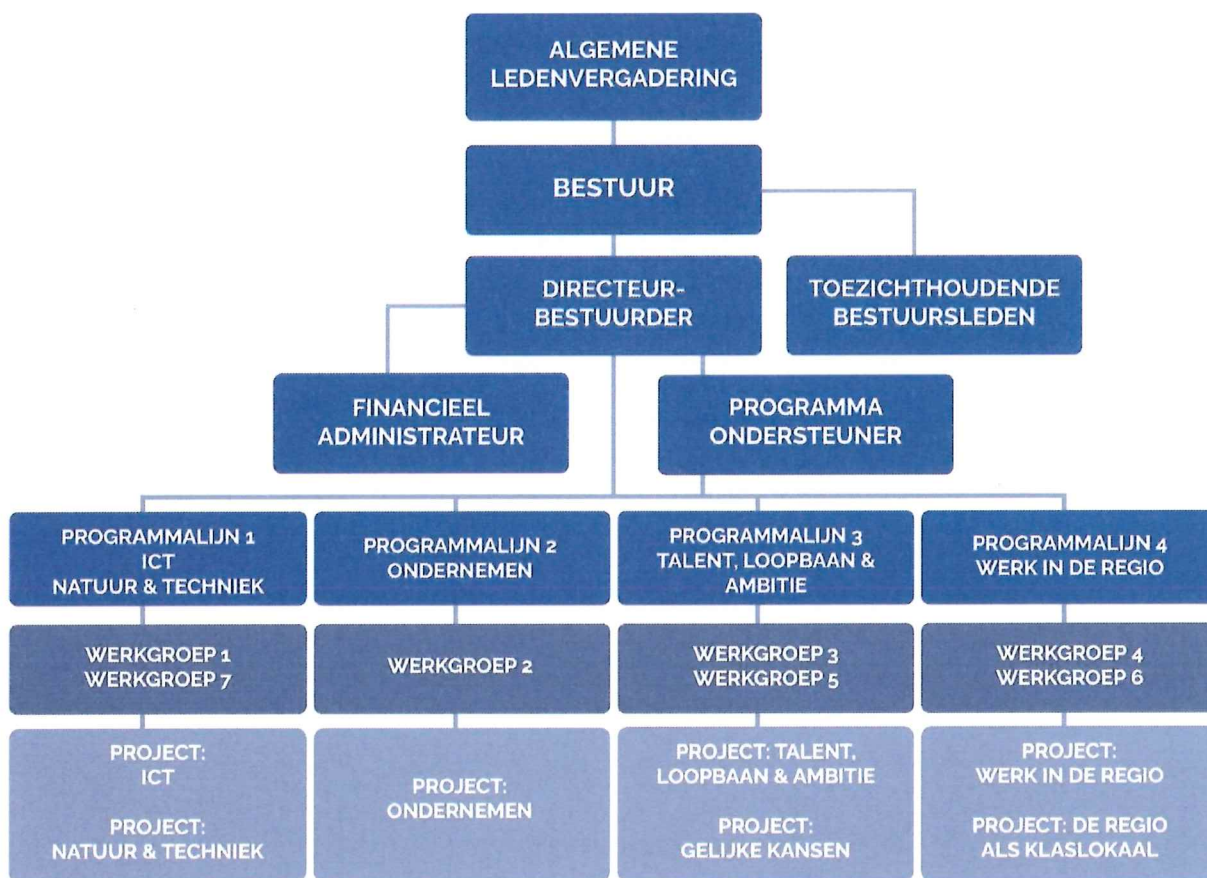 ALGEMENE
LEDENVERGADERING
BESTUUR
DIRECTEUR-
BESTUURDER
TOEZICHTHOUDENDE
BESTUURSLEDEN
FINANCIEEL
ADMINISTRATEUR
PROGRAMMA
ONDERSTEUNER
PROGRAMMALIJN 1
ICT
NATUUR & TECHNIEK
PROGRAMMALIJN 2
ONDERNEMEN
PROGRAMMALIJN 3
TALENT, LOOPBAAN &
AMBITIE
PROGRAMMALIJN 4
WERK IN DE REGIO
WERKGROEP 1
WERKGROEP 7
WERKGROEP 2
WERKGROEP 3
WERKGROEP 5
WERKGROEP 4
WERKGROEP 6
PROJECT:
ICT
PROJECT:
NATUUR & TECHNIEK
PROJECT:
ONDERNEMEN
PROJECT: TALENT,
LOOPBAAN & AMBITIE
PROJECT:
GELIJKE KANSEN
PROJECT:
WERK IN DE REGIO
PROJECT: DE REGIO
ALS KLASLOKAAL